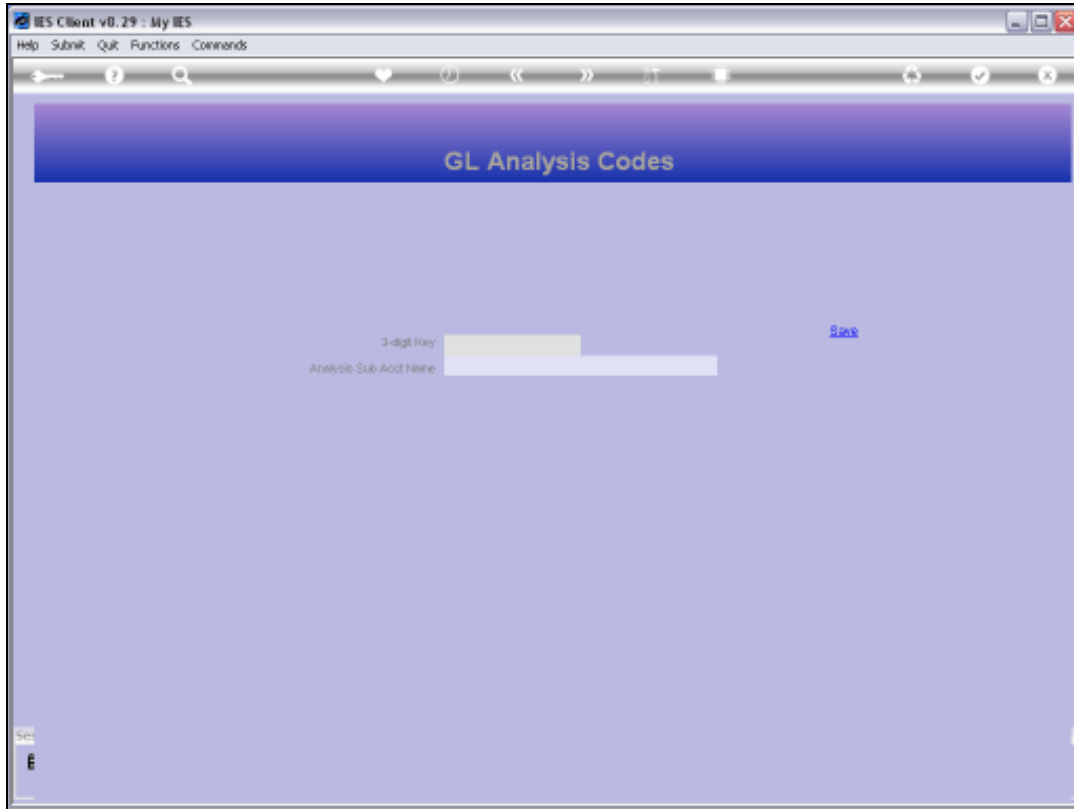 IES Client v8.29 : My IES
Help Submit Quit Functions Commands
GL Analysis Codes
Save
3-digit Key
Analysis Sub Acct Name